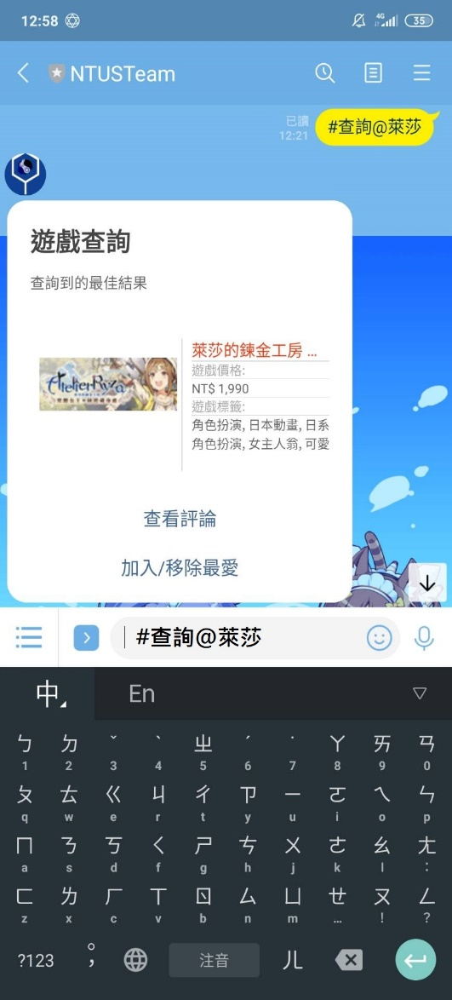 12:58
4G
35
NTUSTeam
已讀
12:21
#查詢@萊莎
遊戲查詢
查詢到的最佳結果
萊莎的鍊金工房 ...
遊戲價格:
NT$ 1,990
遊戲標籤:
角色扮演, 日本動畫, 日系
角色扮演, 女主人翁, 可愛
Atelier Ryza
查看評論
加入/移除最愛
#查詢@萊莎
中 En
ㄅ ㄉ ˇ ˋ ㄓ ˊ ˙ ㄚ ㄞ ㄢ
1 2 3 4 5 6 7 8 9 0
ㄆ ㄊ ㄍ ㄐ ㄔ ㄗ ㄧ ㄛ ㄟ ㄣ
q w e r t y u i o p
ㄇ ㄋ ㄎ ㄑ ㄕ ㄘ ㄨ ㄜ ㄠ ㄤ
a s d f g h j k l :
ㄈ ㄌ ㄏ ㄒ ㄖ ㄙ ㄩ ㄝ ㄡ ㄥ
z x c v b n m … ! ?
?123 °, 注音 ㄦ